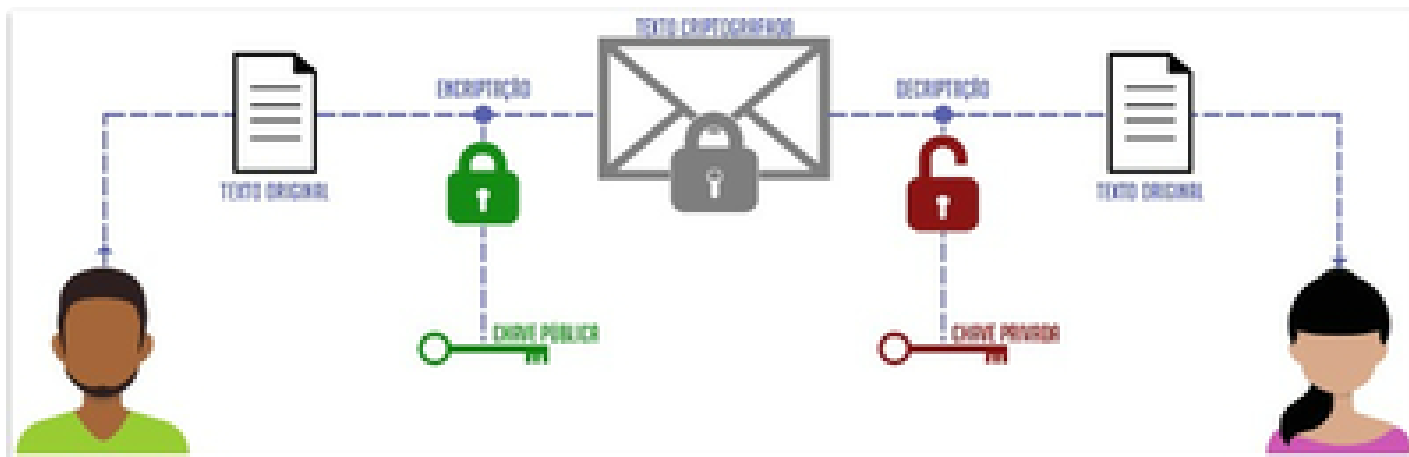 TEXTO CRIPTOGRAFADO
ENCRIPTAÇÃO
DECRIPTAÇÃO
TEXTO ORIGINAL
TEXTO ORIGINAL
CHAVE PÚBLICA
CHAVE PRIVADA